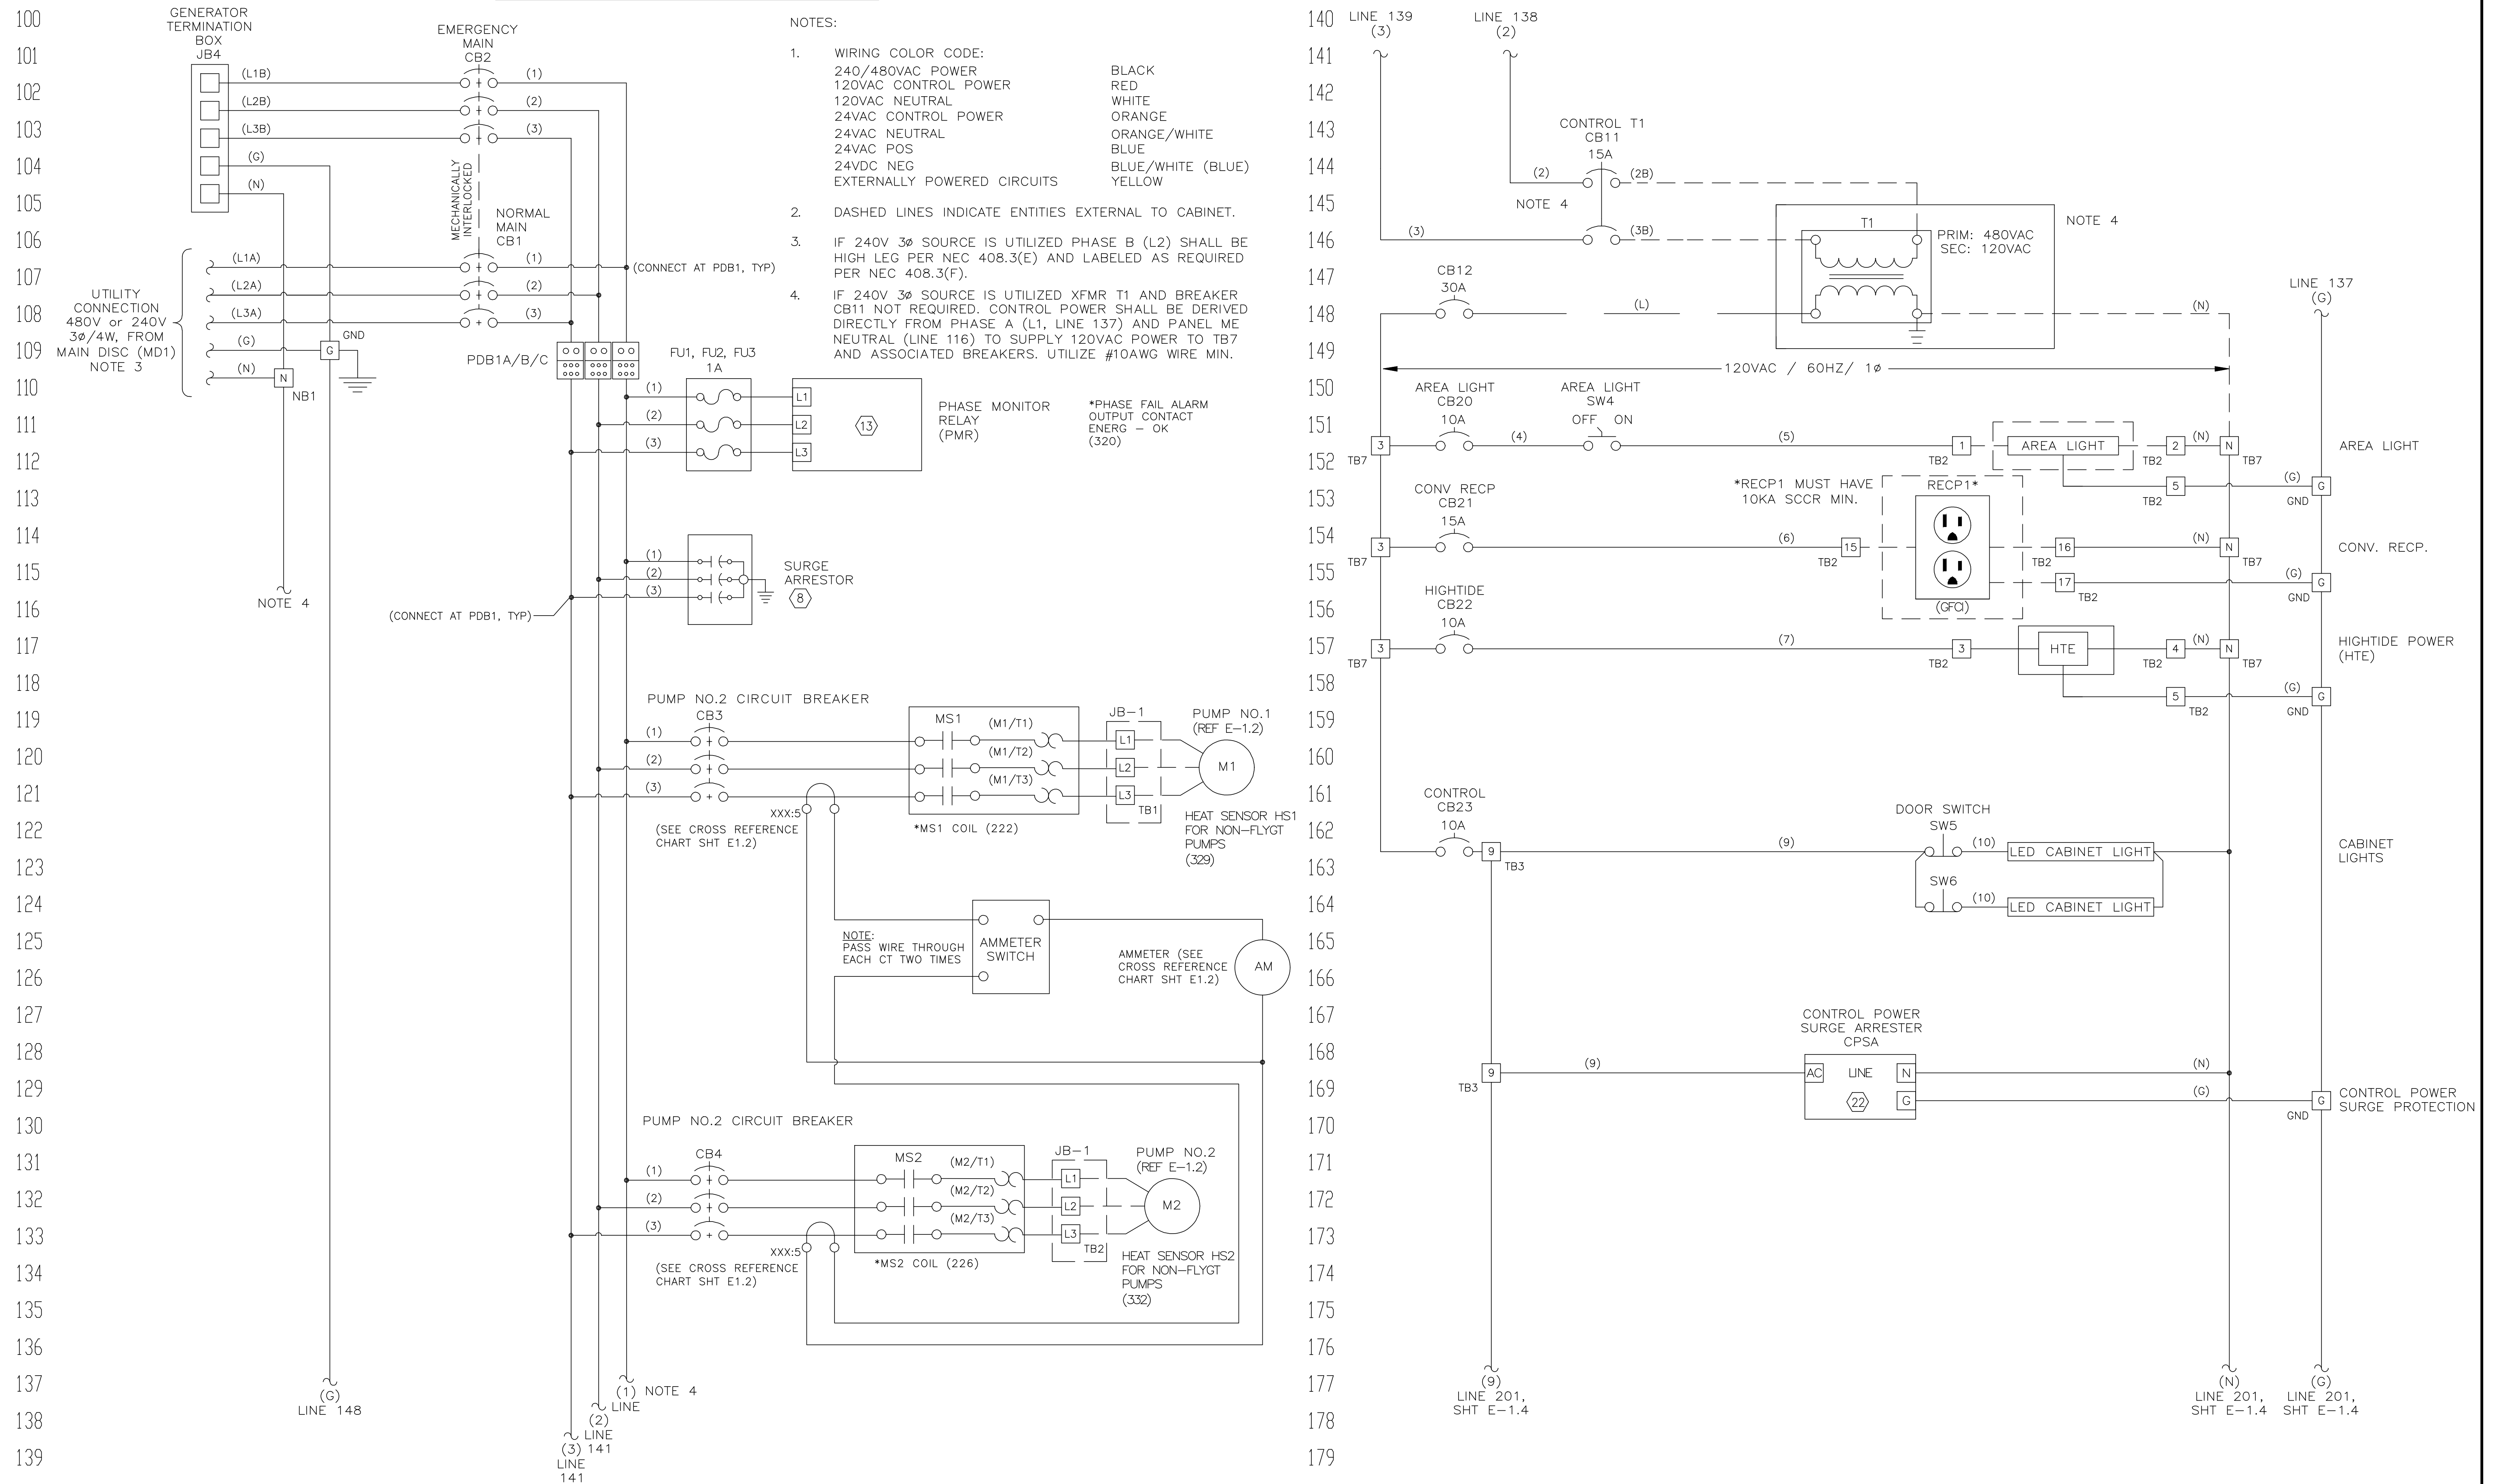 100
101
102
103
104
105
106
107
108
109
110
111
112
113
114
115
116
117
118
119
120
121
122
123
124
125
126
127
128
129
130
131
132
133
134
135
136
137
138
139
GENERATOR
TERMINATION
BOX
JB4
(L1B)
(L2B)
(L3B)
(G)
(N)
EMERGENCY
MAIN
CB2
(1)
(2)
(3)
MECHANICALLY
INTERLOCKED
NORMAL
MAIN
CB1
UTILITY
CONNECTION
480V or 240V
3ø/4W, FROM
MAIN DISC (MD1)
NOTE 3
(L1A)
(L2A)
(L3A)
(G)
(N)
G
GND
N
NB1
(1)
(2)
(3)
(CONNECT AT PDB1, TYP)
PDB1A/B/C
NOTE 4
NOTES:
1. WIRING COLOR CODE:
240/480VAC POWER BLACK
120VAC CONTROL POWER RED
120VAC NEUTRAL WHITE
24VAC CONTROL POWER ORANGE
24VAC NEUTRAL ORANGE/WHITE
24VAC POS BLUE
24VDC NEG BLUE/WHITE (BLUE)
EXTERNALLY POWERED CIRCUITS YELLOW
2. DASHED LINES INDICATE ENTITIES EXTERNAL TO CABINET.
3. IF 240V 3ø SOURCE IS UTILIZED PHASE B (L2) SHALL BE
HIGH LEG PER NEC 408.3(E) AND LABELED AS REQUIRED
PER NEC 408.3(F).
4. IF 240V 3ø SOURCE IS UTILIZED XFMR T1 AND BREAKER
CB11 NOT REQUIRED. CONTROL POWER SHALL BE DERIVED
DIRECTLY FROM PHASE A (L1, LINE 137) AND PANEL ME
NEUTRAL (LINE 116) TO SUPPLY 120VAC POWER TO TB7
AND ASSOCIATED BREAKERS. UTILIZE #10AWG WIRE MIN.
FU1, FU2, FU3
1A
(1)
(2)
(3)
L1
L2
L3
13
PHASE MONITOR
RELAY
(PMR)
*PHASE FAIL ALARM
OUTPUT CONTACT
ENERG – OK
(320)
(1)
(2)
(3)
SURGE
ARRESTOR
8
(CONNECT AT PDB1, TYP)
PUMP NO.2 CIRCUIT BREAKER
CB3
(1)
(2)
(3)
MS1
(M1/T1)
(M1/T2)
(M1/T3)
*MS1 COIL (222)
JB–1
L1
L2
L3
TB1
PUMP NO.1
(REF E–1.2)
M1
HEAT SENSOR HS1
FOR NON–FLYGT
PUMPS
(329)
XXX:5
(SEE CROSS REFERENCE
CHART SHT E1.2)
NOTE:
PASS WIRE THROUGH
EACH CT TWO TIMES
AMMETER
SWITCH
AMMETER (SEE
CROSS REFERENCE
CHART SHT E1.2)
AM
PUMP NO.2 CIRCUIT BREAKER
CB4
(1)
(2)
(3)
MS2
(M2/T1)
(M2/T2)
(M2/T3)
*MS2 COIL (226)
JB–1
L1
L2
L3
TB2
PUMP NO.2
(REF E–1.2)
M2
HEAT SENSOR HS2
FOR NON–FLYGT
PUMPS
(332)
XXX:5
(SEE CROSS REFERENCE
CHART SHT E1.2)
(G)
LINE 148
(1) NOTE 4
LINE
(2)
LINE
141
(3)
LINE
141
140
141
142
143
144
145
146
147
148
149
150
151
152
153
154
155
156
157
158
159
160
161
162
163
164
165
166
167
168
169
170
171
172
173
174
175
176
177
178
179
LINE 139
(3)
LINE 138
(2)
CONTROL T1
CB11
15A
(2)
(2B)
NOTE 4
(3)
(3B)
T1
PRIM: 480VAC
SEC: 120VAC
NOTE 4
CB12
30A
(L)
(N)
LINE 137
(G)
120VAC / 60HZ/ 1ø
AREA LIGHT
CB20
10A
AREA LIGHT
SW4
OFF ON
3
TB7
(4)
(5)
1
TB2
AREA LIGHT
2
TB2
(N)
N
TB7
AREA LIGHT
5
TB2
(G)
G
GND
CONV RECP
CB21
15A
*RECP1 MUST HAVE
10KA SCCR MIN.
RECP1*
3
TB7
(6)
15
TB2
16
TB2
(N)
N
TB7
CONV. RECP.
17
TB2
(G)
G
GND
(GFCI)
HIGHTIDE
CB22
10A
3
TB7
(7)
3
TB2
HTE
4
TB2
(N)
N
TB7
HIGHTIDE POWER
(HTE)
5
TB2
(G)
G
GND
CONTROL
CB23
10A
9
TB3
(9)
DOOR SWITCH
SW5
(10)
LED CABINET LIGHT
SW6
(10)
LED CABINET LIGHT
CABINET
LIGHTS
CONTROL POWER
SURGE ARRESTER
CPSA
9
TB3
(9)
AC
LINE
N
22
G
(N)
(G)
G
GND
CONTROL POWER
SURGE PROTECTION
(9)
LINE 201,
SHT E–1.4
(N)
LINE 201,
SHT E–1.4
(G)
LINE 201,
SHT E–1.4